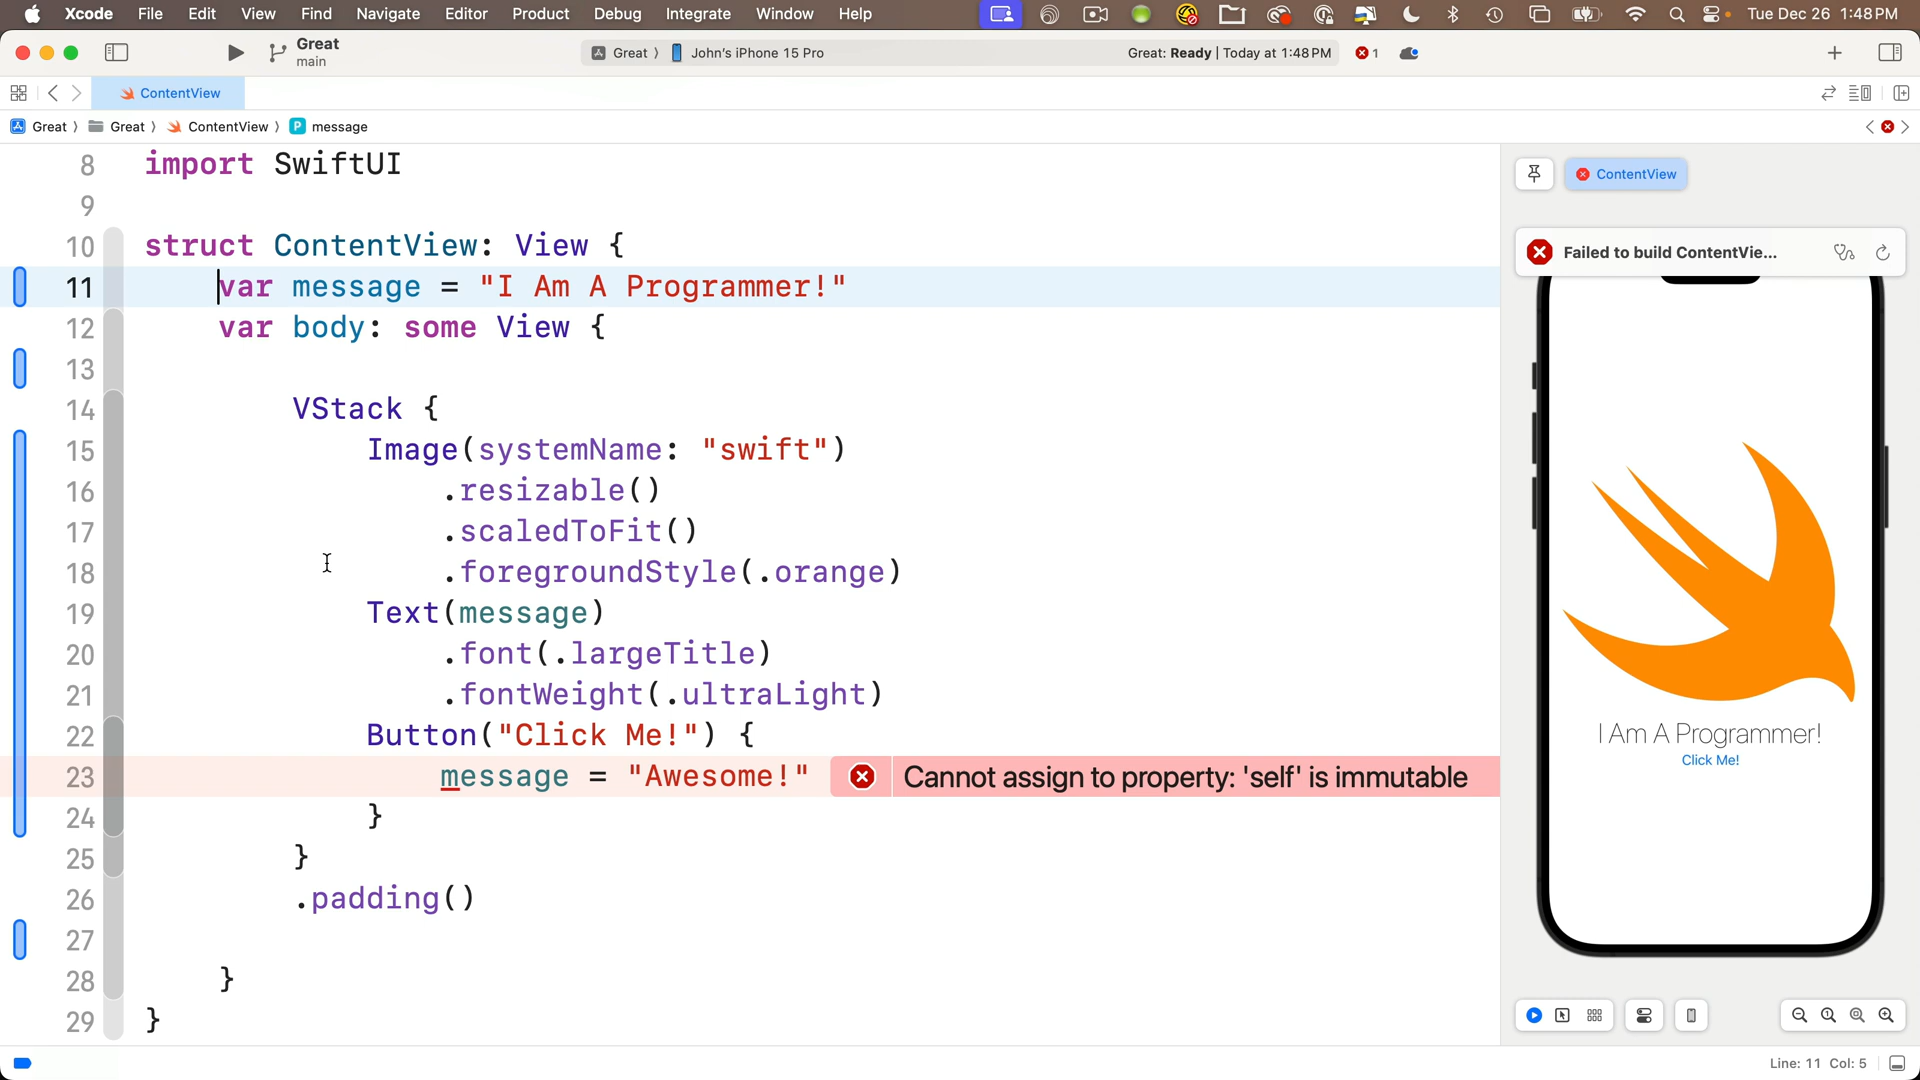 Xcode File Edit View Find Navigate Editor Product Debug Integrate Window Help Tue Dec 26 1:48 PM
Great
main
Great 〉 John's iPhone 15 Pro
Great: Ready | Today at 1:48 PM
1
ContentView
Great 〉 Great 〉 ContentView 〉 P message
8 import SwiftUI
9
10 struct ContentView: View {
11 var message = "I Am A Programmer!"
12 var body: some View {
13
14 VStack {
15 Image(systemName: "swift")
16 .resizable()
17 .scaledToFit()
18 .foregroundStyle(.orange)
19 Text(message)
20 .font(.largeTitle)
21 .fontWeight(.ultraLight)
22 Button("Click Me!") {
23 message = "Awesome!" Cannot assign to property: 'self' is immutable
24 }
25 }
26 .padding()
27
28 }
29 }
ContentView
Failed to build ContentVie...
I Am A Programmer!
Click Me!
Line: 11 Col: 5